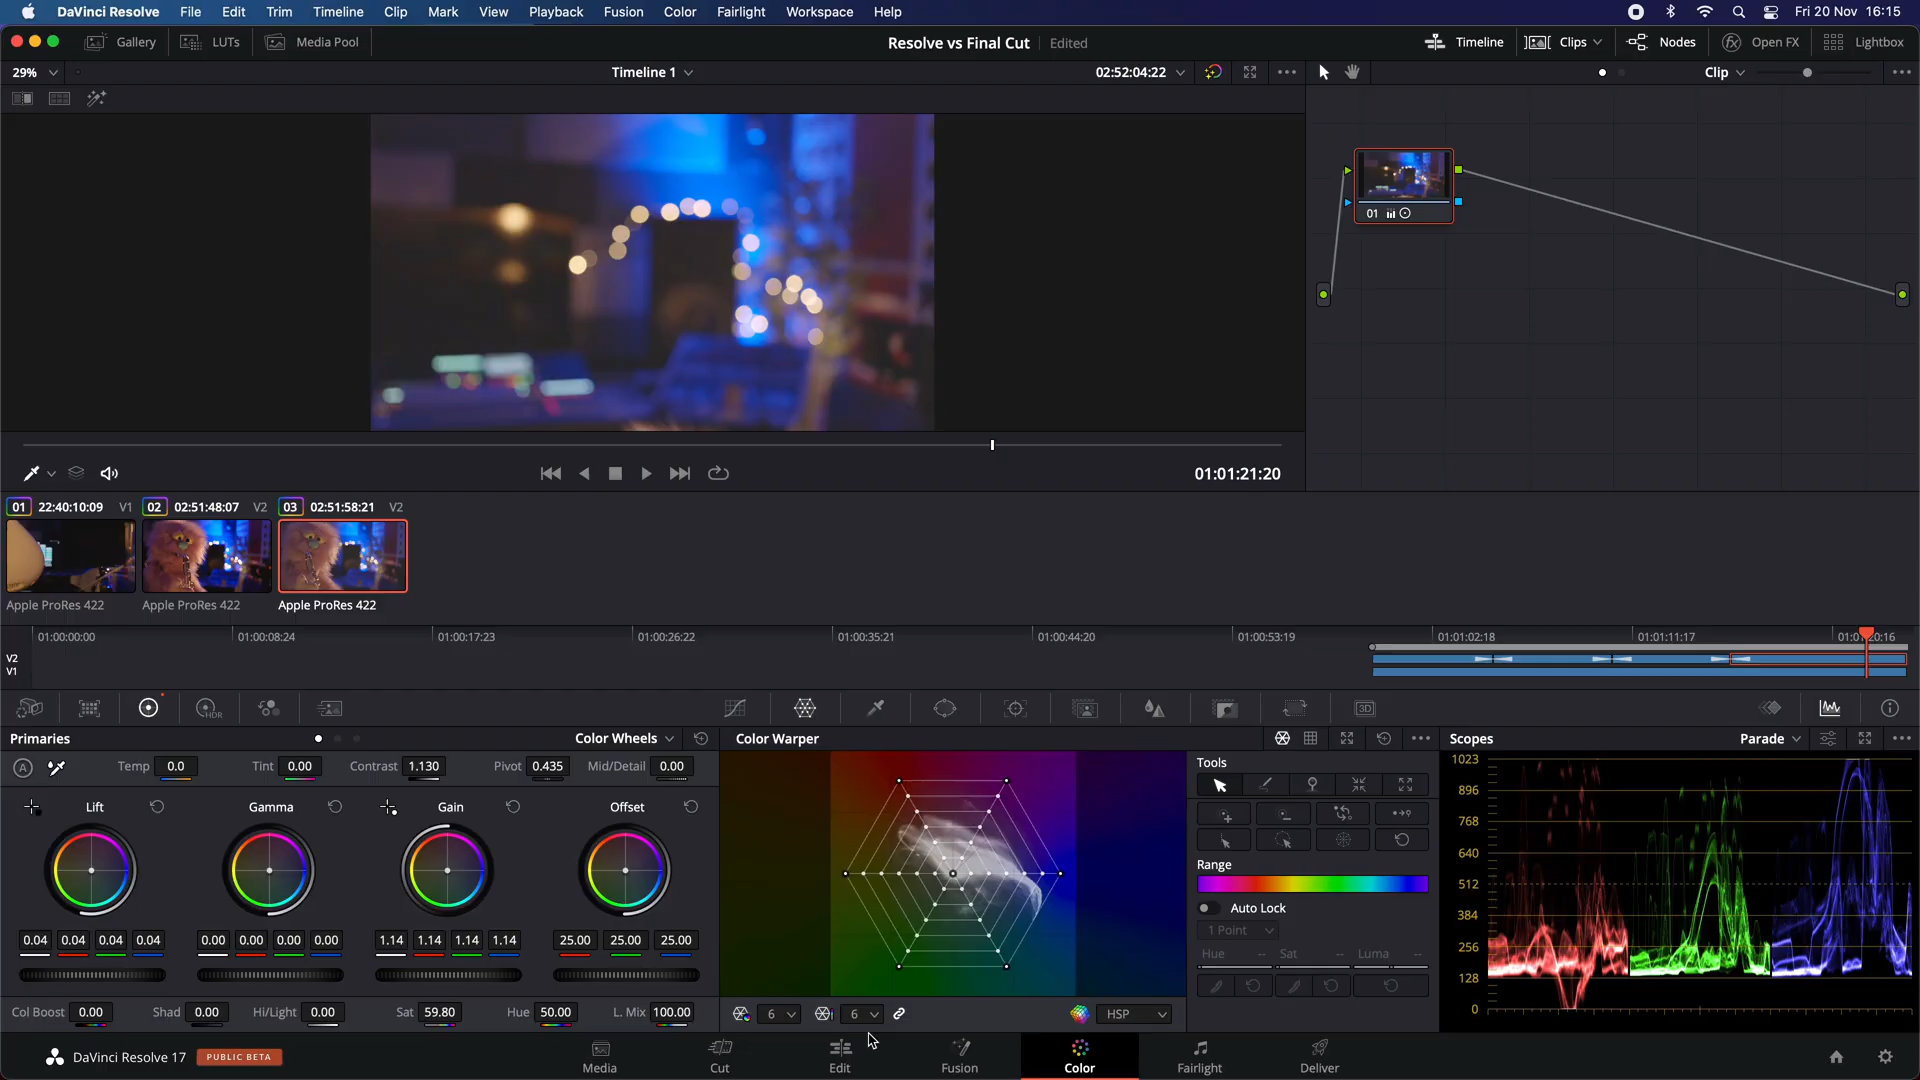 DaVinci Resolve File Edit Trim Timeline Clip Mark View Playback Fusion Color Fairlight Workspace Help Fri 20 Nov 16:15
Gallery LUTs Media Pool Resolve vs Final Cut Edited Timeline Clips Nodes Open FX Lightbox
29% Timeline 1 02:52:04:22 Clip
01
01:01:21:20
01 22:40:10:09 V1 02 02:51:48:07 V2 03 02:51:58:21 V2
Apple ProRes 422 Apple ProRes 422 Apple ProRes 422
01:00:00:00 01:00:08:24 01:00:17:23 01:00:26:22 01:00:35:21 01:00:44:20 01:00:53:19 01:01:02:18 01:01:11:17
V2
V1
HDR 3D
Primaries Color Wheels Color Warper Scopes Parade
A Temp 0.0 Tint 0.00 Contrast 1.130 Pivot 0.435 Mid/Detail 0.00 Tools
Lift Gamma Gain Offset
0.04 0.04 0.04 0.04 0.00 0.00 0.00 0.00 1.14 1.14 1.14 1.14 25.00 25.00 25.00
Col Boost 0.00 Shad 0.00 Hi/Light 0.00 Sat 59.80 Hue 50.00 L. Mix 100.00 6 6 HSP
Range
Auto Lock
1 Point
Hue -- Sat -- Luma --
1023
896
768
640
512
384
256
128
0
DaVinci Resolve 17 PUBLIC BETA Media Cut Edit Fusion Color Fairlight Deliver